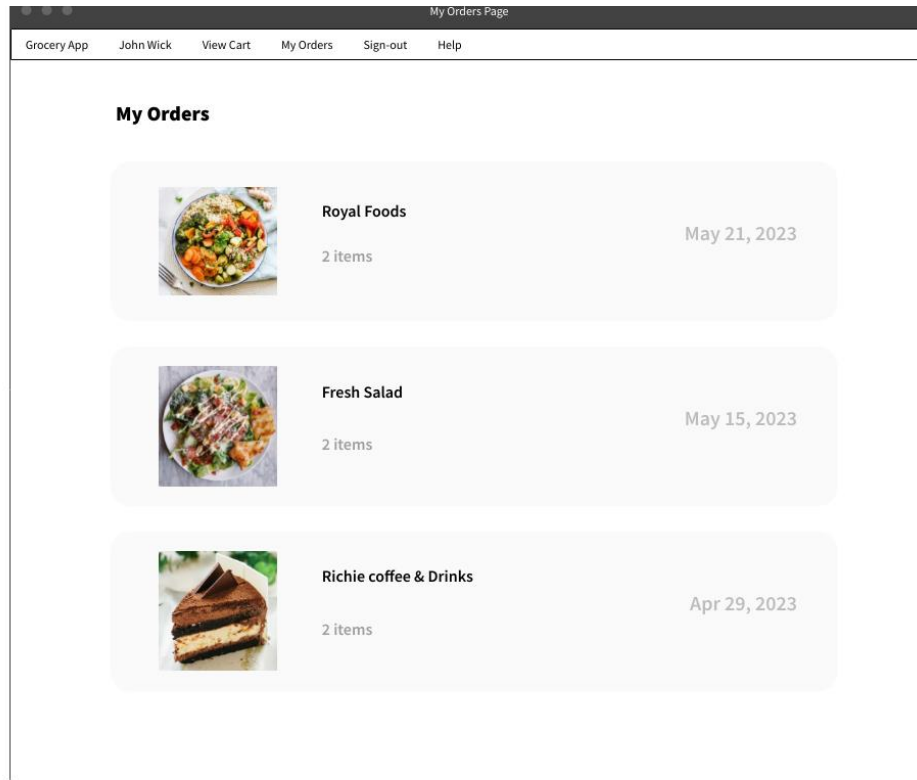 My Orders Page
Grocery App John Wick View Cart My Orders Sign-out Help
My Orders
Royal Foods
2 items
May 21, 2023
Fresh Salad
2 items
May 15, 2023
Richie coffee & Drinks
2 items
Apr 29, 2023